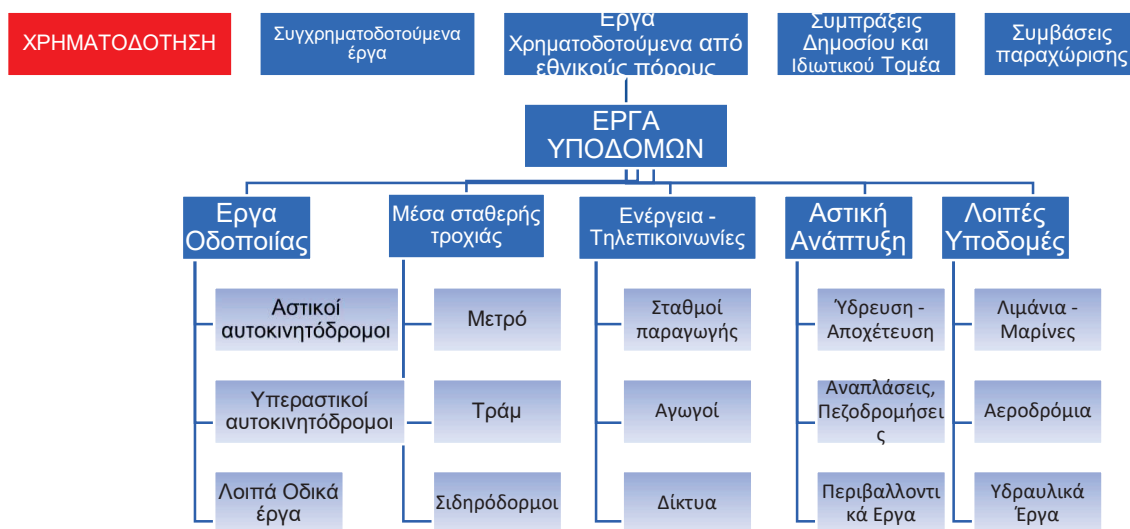 ΧΡΗΜΑΤΟΔΟΤΗΣΗ
Συγχρηματοδοτούμενα
έργα
Εργα
Χρηματοδοτούμενα από
εθνικούς πόρους
Συμπράξεις
Δημοσίου και
Ιδιωτικού Τομέα
Συμβάσεις
παραχώρισης
ΕΡΓΑ
ΥΠΟΔΟΜΩΝ
Εργα
Οδοποιίας
Μέσα σταθερής
τροχιάς
Ενέργεια -
Τηλεπικοινωνίες
Αστική
Ανάπτυξη
Λοιπές
Υποδομές
Αστικοί
αυτοκινητόδρομοι
Μετρό
Σταθμοί
παραγωγής
Ύδρευση -
Αποχέτευση
Λιμάνια -
Μαρίνες
Υπεραστικοί
αυτοκινητόδρομοι
Τράμ
Αγωγοί
Αναπλάσεις,
Πεζοδρομήσει
ς
Αεροδρόμια
Λοιπά Οδικά
έργα
Σιδηρόδορμοι
Δίκτυα
Περιβαλλοντι
κά Εργα
Υδραυλικά
Έργα